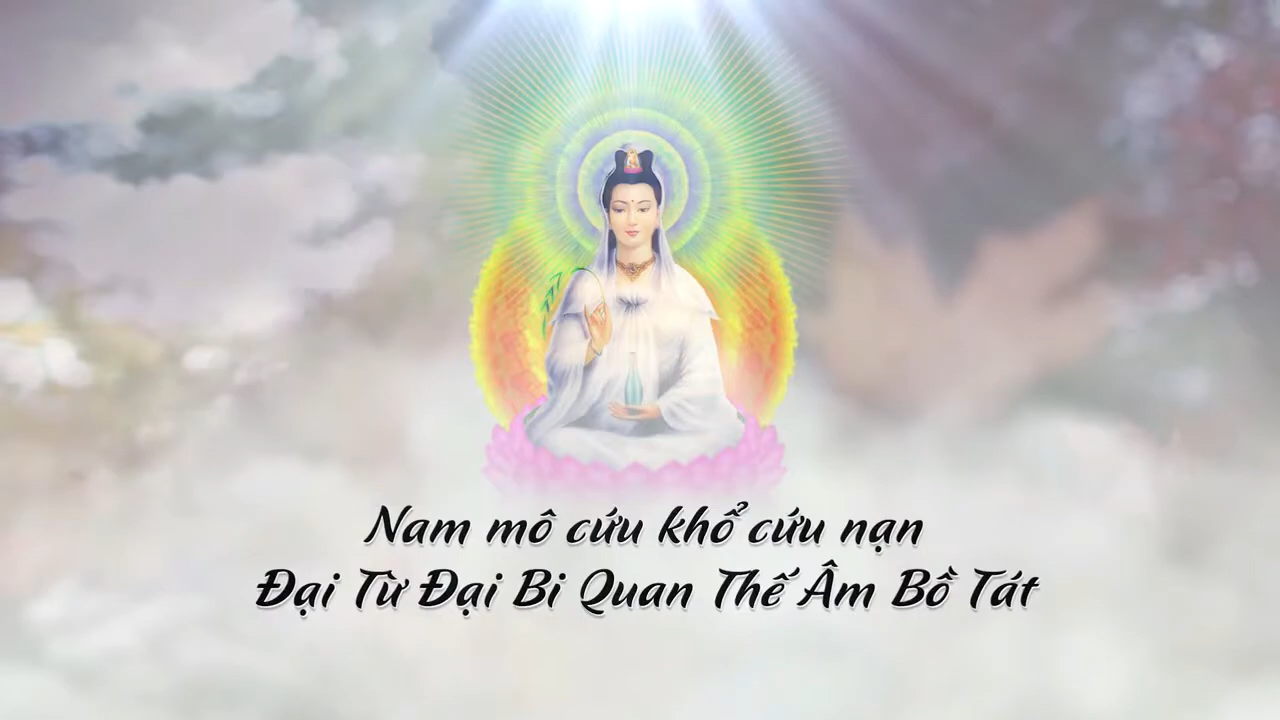 Nam mô cứu khổ cứu nạn
Đại Từ Đại Bi Quan Thế Âm Bồ Tát